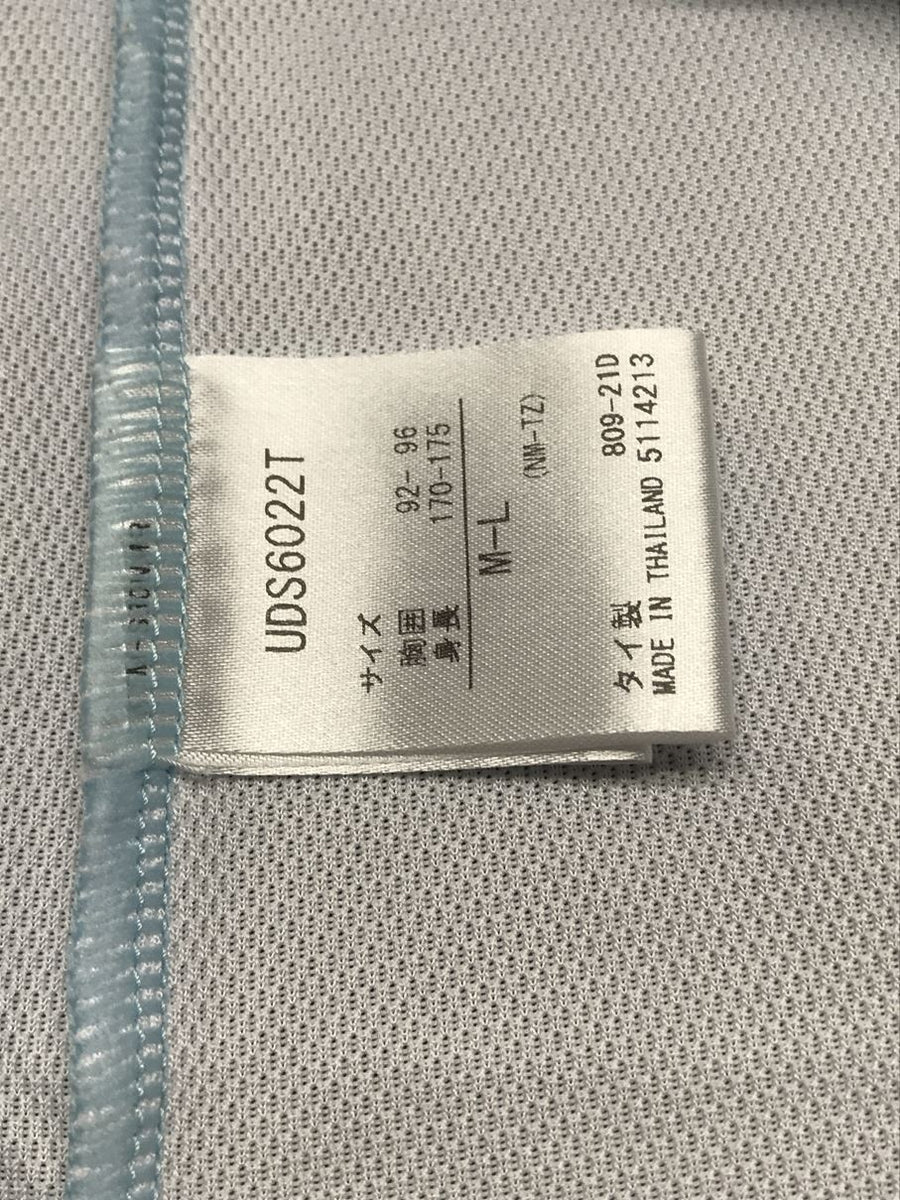 UDS6022T
サイズ
胸囲 92- 96
身長 170-175
M-L
(NM-TZ)
809-21D
タイ製
MADE IN THAILAND 5114213